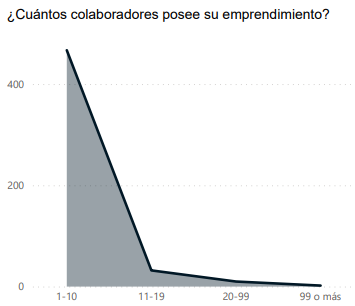 ¿Cuántos colaboradores posee su emprendimiento?
400
200
0
1-10 11-19 20-99 99 o más